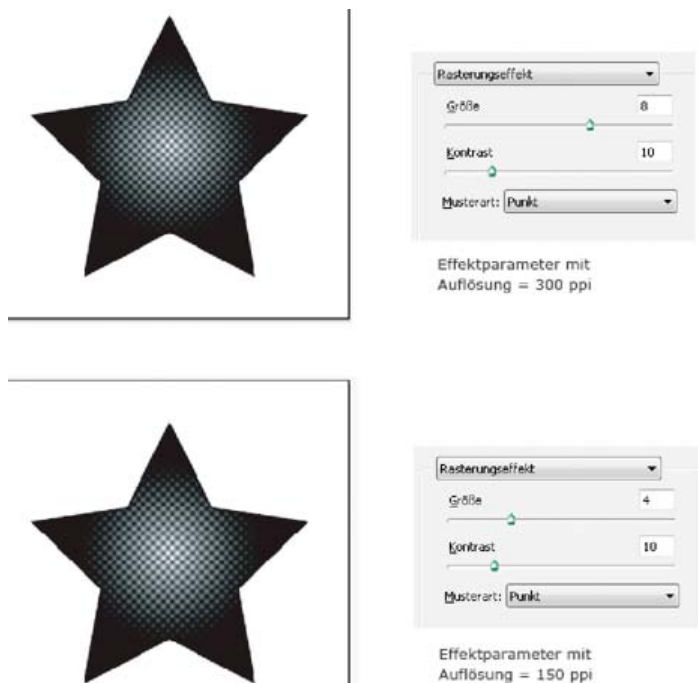 Rasterungseffekt
Größe 8
Kontrast 10
Musterart: Punkt
Effektparameter mit
Auflösung = 300 ppi
Rasterungseffekt
Größe 4
Kontrast 10
Musterart: Punkt
Effektparameter mit
Auflösung = 150 ppi